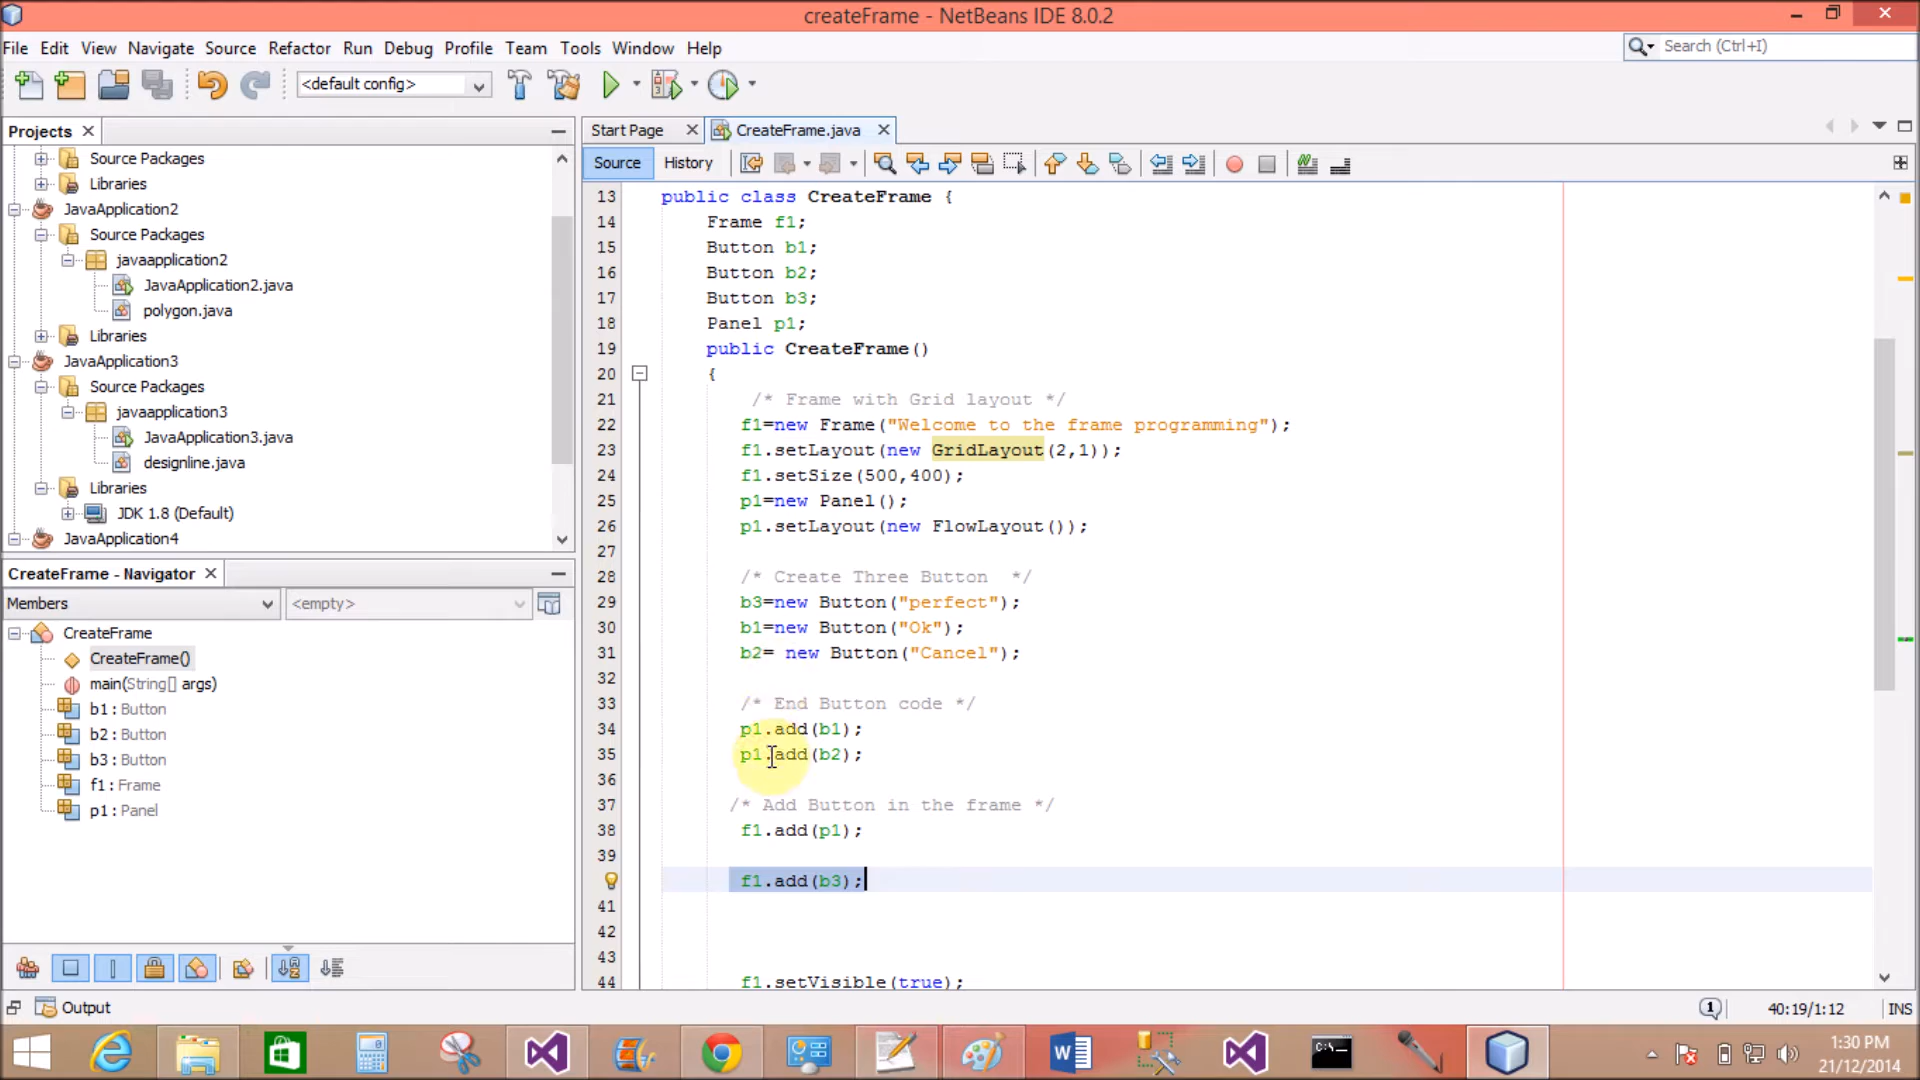 createFrame - NetBeans IDE 8.0.2
File Edit View Navigate Source Refactor Run Debug Profile Team Tools Window Help
Search (Ctrl+I)
<default config>
Projects
Start Page
CreateFrame.java
Source Packages
Libraries
JavaApplication2
Source Packages
javaapplication2
JavaApplication2.java
polygon.java
Libraries
JavaApplication3
Source Packages
javaapplication3
JavaApplication3.java
designline.java
Libraries
JDK 1.8 (Default)
JavaApplication4
CreateFrame - Navigator
Members
<empty>
CreateFrame
CreateFrame()
main(String[] args)
b1 : Button
b2 : Button
b3 : Button
f1 : Frame
p1 : Panel
Source History
13 public class CreateFrame {
14 Frame f1;
15 Button b1;
16 Button b2;
17 Button b3;
18 Panel p1;
19 public CreateFrame()
20 {
21 /* Frame with Grid layout */
22 f1=new Frame("Welcome to the frame programming");
23 f1.setLayout(new GridLayout(2,1));
24 f1.setSize(500,400);
25 p1=new Panel();
26 p1.setLayout(new FlowLayout());
27
28 /* Create Three Button */
29 b3=new Button("perfect");
30 b1=new Button("Ok");
31 b2= new Button("Cancel");
32
33 /* End Button code */
34 p1.add(b1);
35 p1.add(b2);
36
37 /* Add Button in the frame */
38 f1.add(p1);
39
f1.add(b3);
41
42
43
44 f1.setVisible(true);
Output
1
40:19/1:12
INS
1:30 PM
21/12/2014